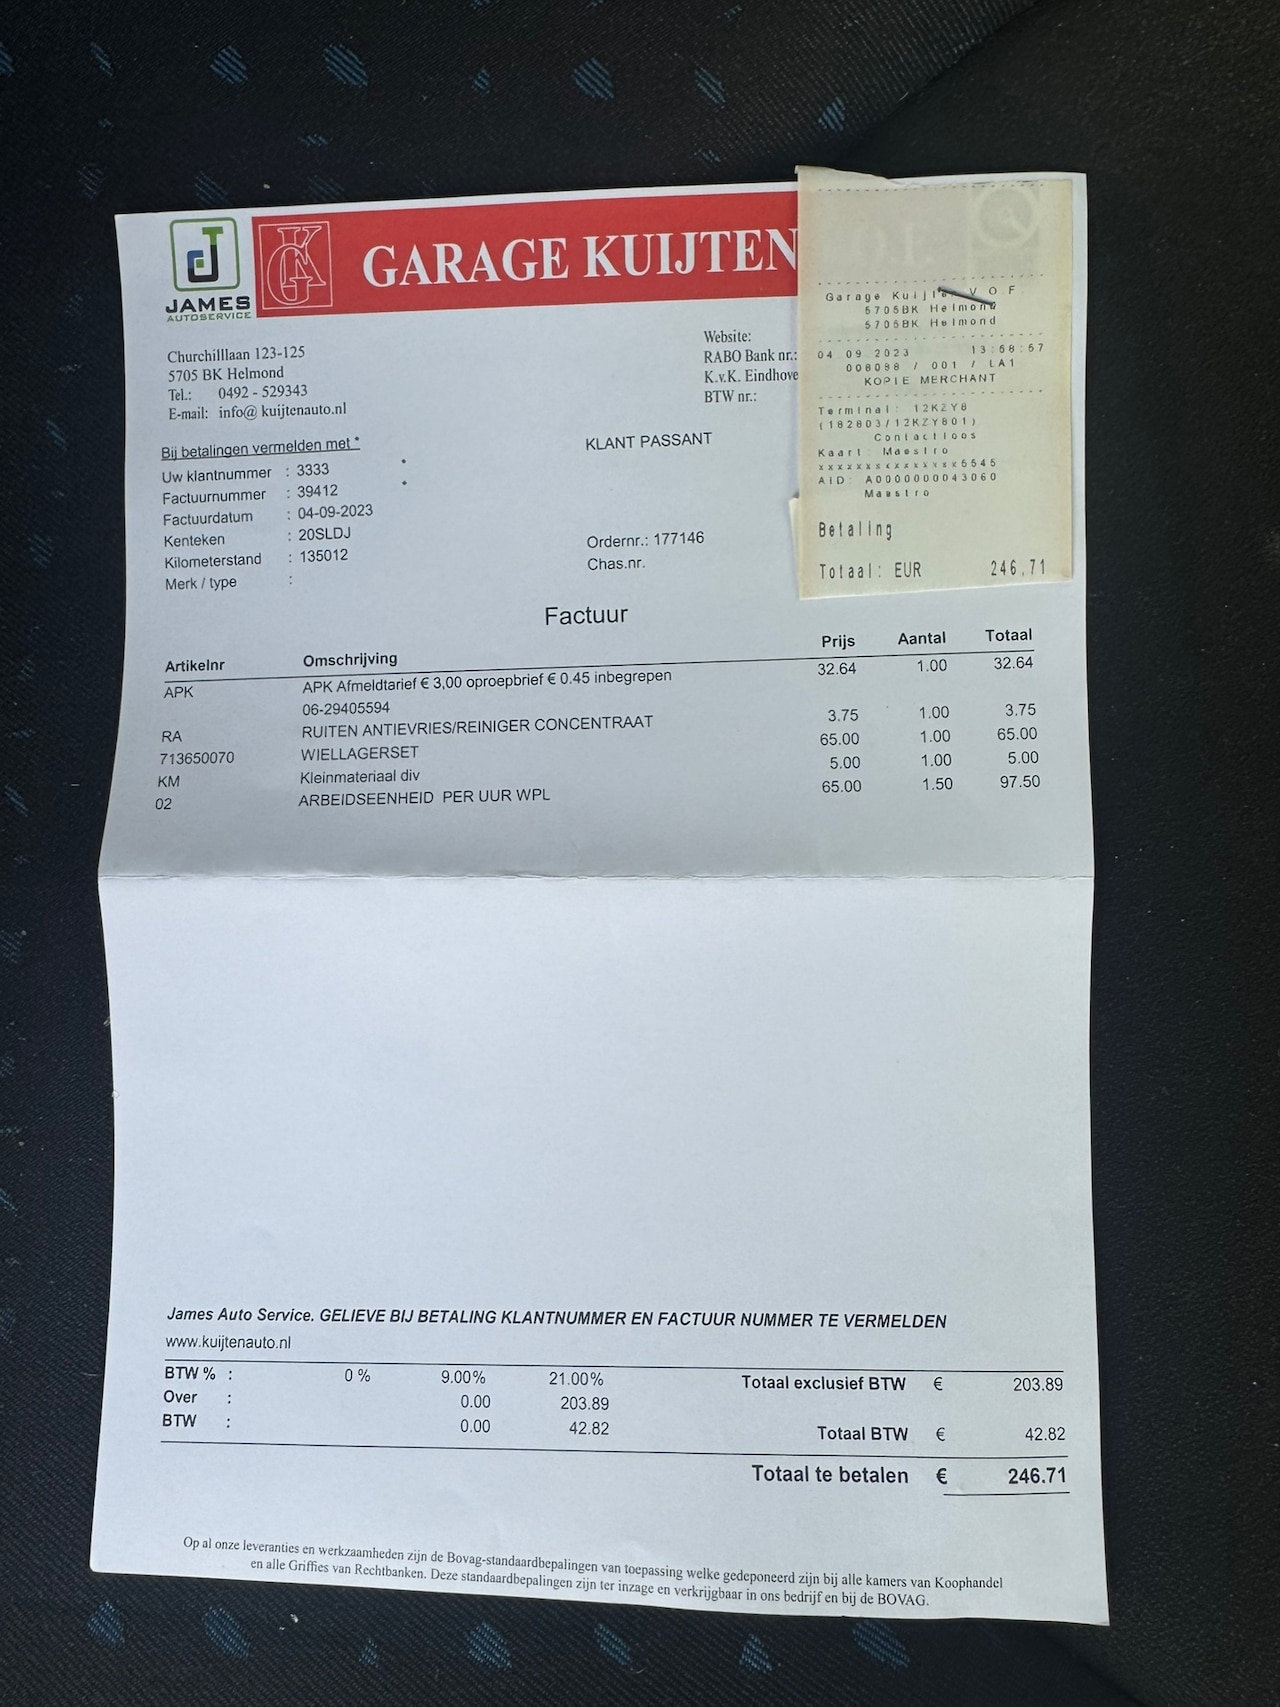 JAMES
AUTOSERVICE
GARAGE KUIJTEN
Churchilllaan 123-125
5705 BK Helmond
Tel.: 0492 - 529343
E-mail: info@ kuijtenauto.nl
Website:
RABO Bank nr.:
K.v.K. Eindhove
BTW nr.:
Garage Kuijten V.O.F.
5705BK Helmond
5705BK Helmond
04.09.2023 13:58:57
008088 / 001 / LA1
KOPIE MERCHANT
Terminal: 12KZY8
(182803/12KZY801)
Contactloos
Kaart: Maestro
xxxxxxxxxxxxxxx5545
AID: A0000000043060
Maestro
Betaling
Totaal: EUR 246,71
Bij betalingen vermelden met *
KLANT PASSANT
Uw klantnummer : 3333
Factuurnummer : 39412
Factuurdatum : 04-09-2023
Kenteken : 20SLDJ
Kilometerstand : 135012
Merk / type :
Ordernr.: 177146
Chas.nr.
Factuur
Artikelnr Omschrijving Prijs Aantal Totaal
APK APK Afmeldtarief € 3,00 oproepbrief € 0.45 inbegrepen 32.64 1.00 32.64
06-29405594
RA RUITEN ANTIEVRIES/REINIGER CONCENTRAAT 3.75 1.00 3.75
713650070 WIELLAGERSET 65.00 1.00 65.00
KM Kleinmateriaal div 5.00 1.00 5.00
02 ARBEIDSEENHEID PER UUR WPL 65.00 1.50 97.50
James Auto Service. GELIEVE BIJ BETALING KLANTNUMMER EN FACTUUR NUMMER TE VERMELDEN
www.kuijtenauto.nl
BTW % : 0 % 9.00% 21.00% Totaal exclusief BTW € 203.89
Over : 0.00 203.89
BTW : 0.00 42.82 Totaal BTW € 42.82
Totaal te betalen € 246.71
Op al onze leveranties en werkzaamheden zijn de Bovag-standaardbepalingen van toepassing welke gedeponeerd zijn bij alle kamers van Koophandel
en alle Griffies van Rechtbanken. Deze standaardbepalingen zijn ter inzage en verkrijgbaar in ons bedrijf en bij de BOVAG.